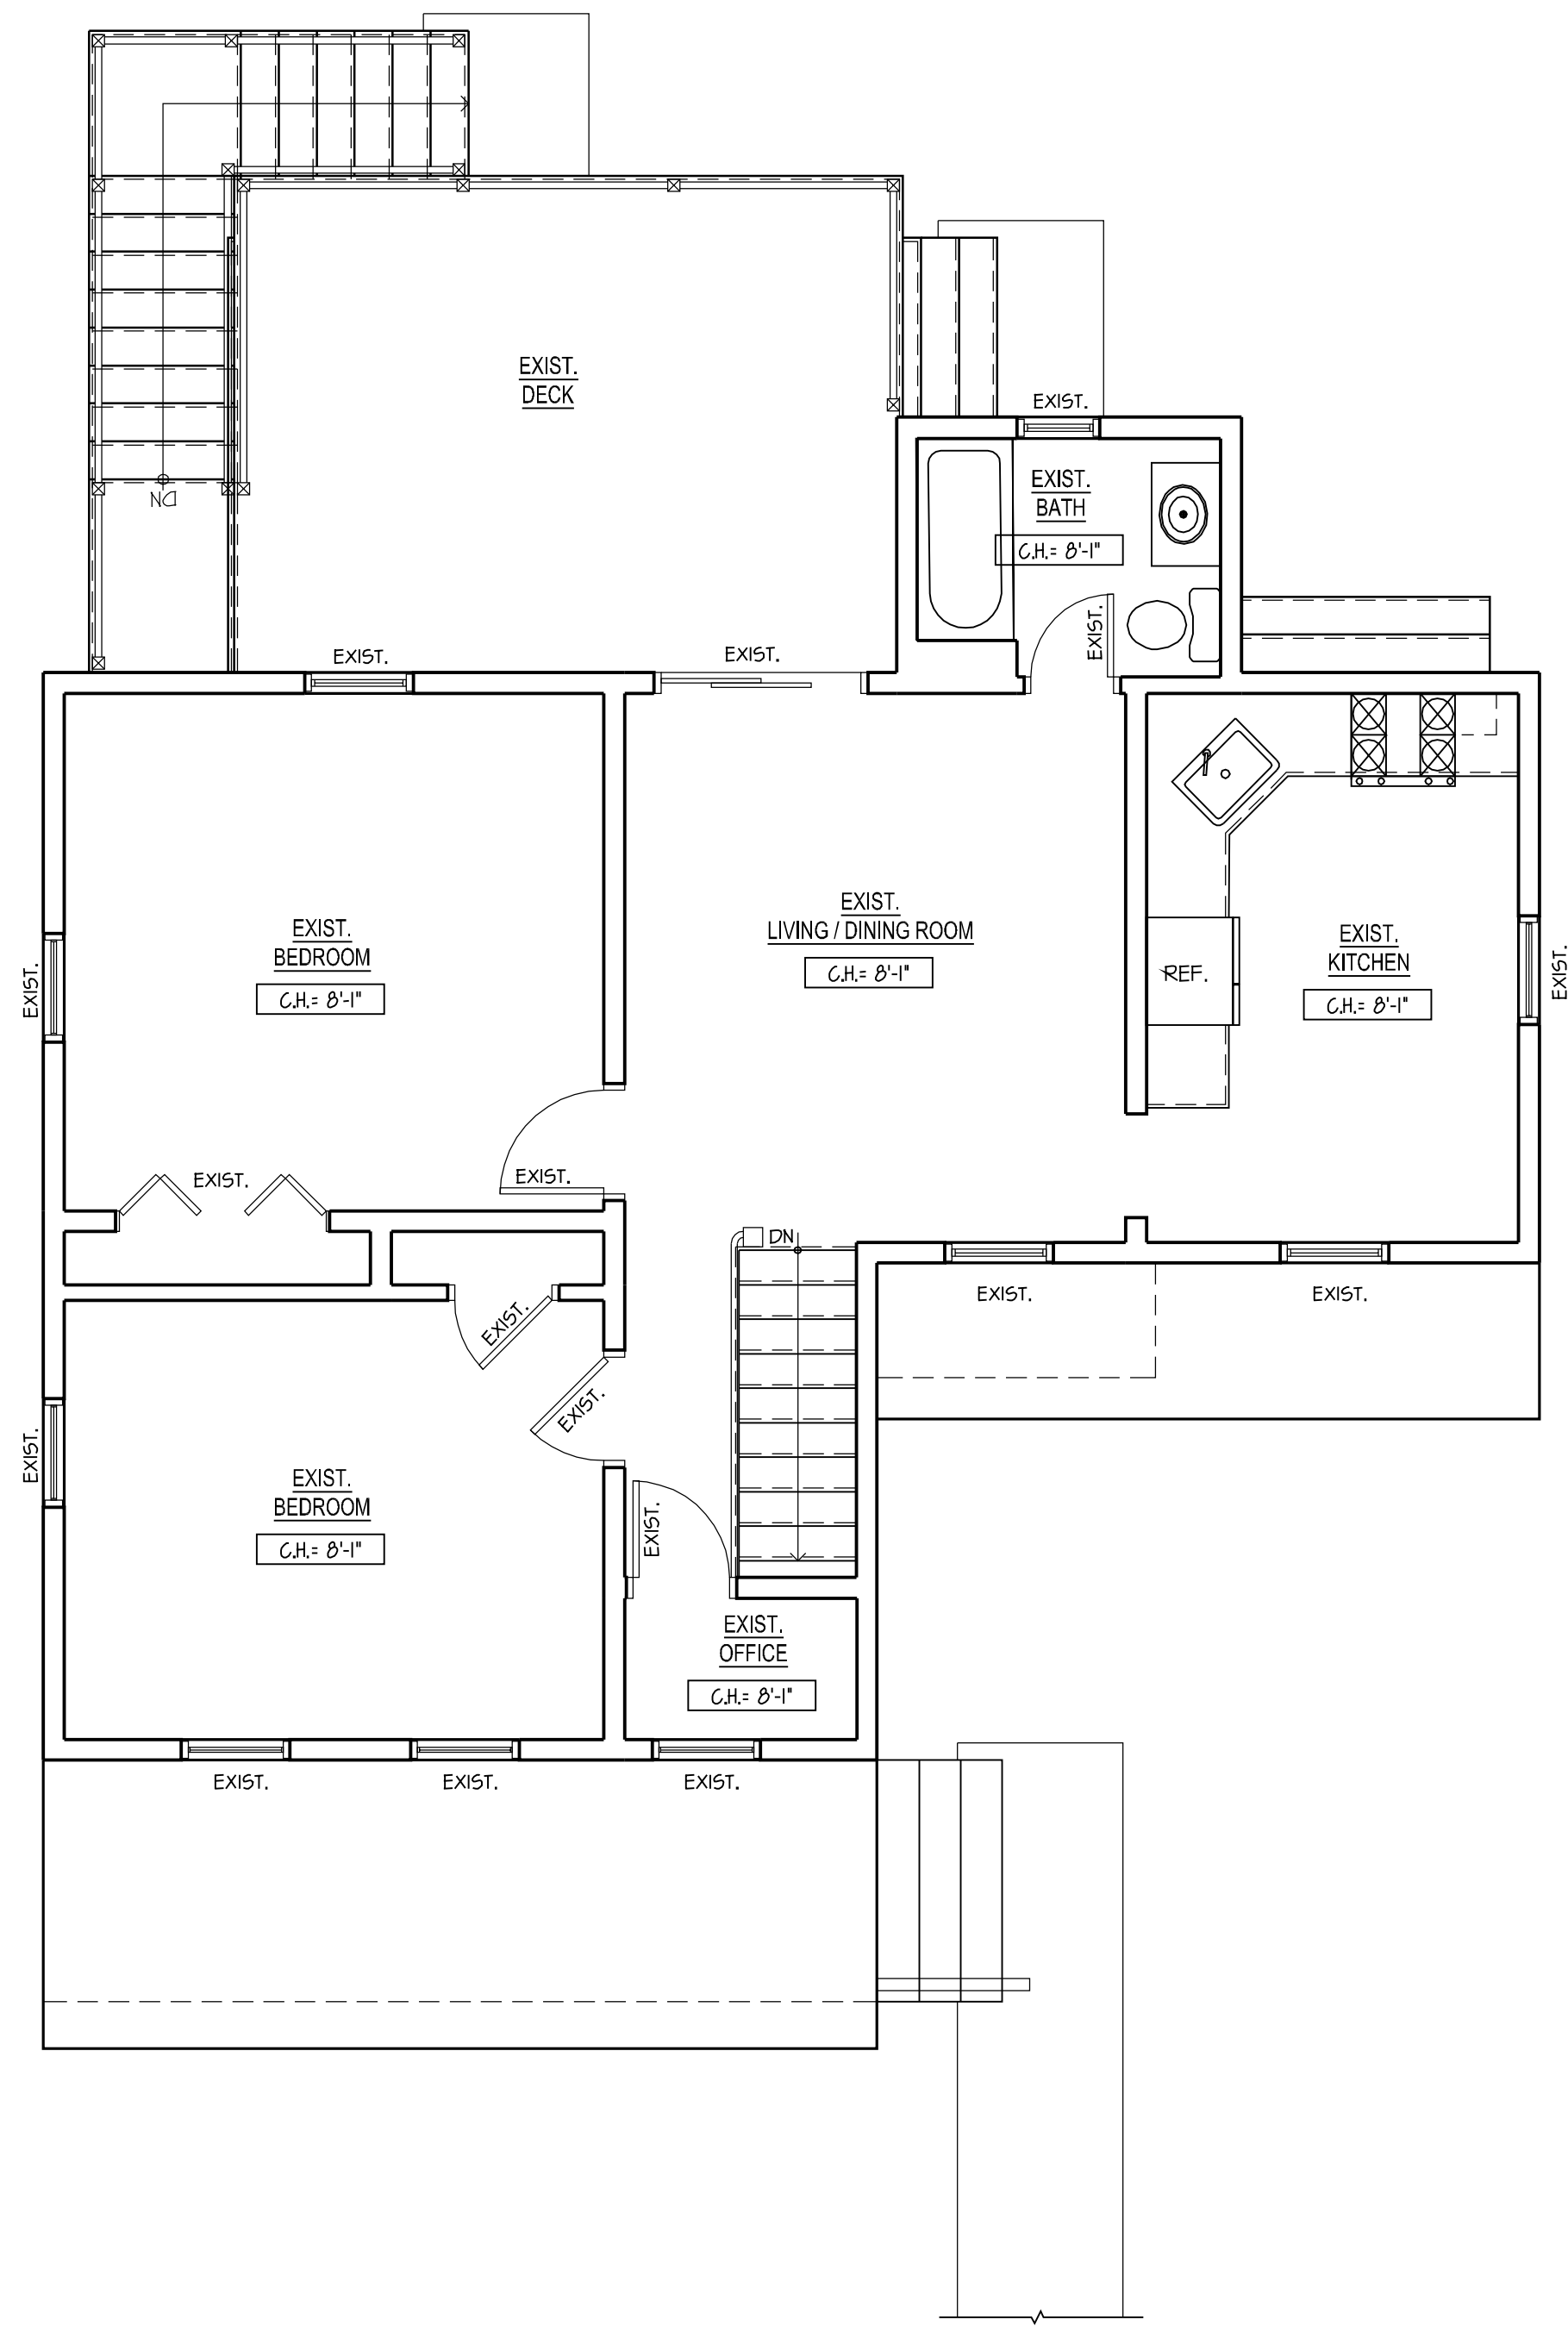 EXIST.
DECK
EXIST.
EXIST.
BATH
C.H.= 8'-1"
DN
EXIST.
EXIST.
EXIST.
EXIST.
BEDROOM
C.H.= 8'-1"
EXIST.
LIVING / DINING ROOM
C.H.= 8'-1"
EXIST.
KITCHEN
C.H.= 8'-1"
REF.
EXIST.
EXIST.
EXIST.
EXIST.
DN
EXIST.
EXIST.
EXIST.
EXIST.
EXIST.
EXIST.
BEDROOM
C.H.= 8'-1"
EXIST.
EXIST.
OFFICE
C.H.= 8'-1"
EXIST.
EXIST.
EXIST.